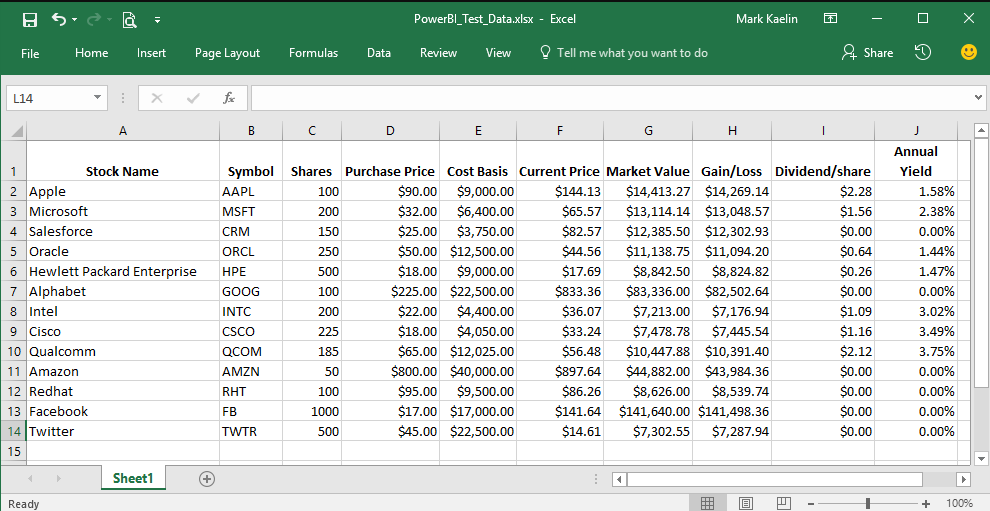 PowerBI_Test_Data.xlsx - Excel
Mark Kaelin
File Home Insert Page Layout Formulas Data Review View Tell me what you want to do Share
L14 fx
A B C D E F G H I J
1 Stock Name Symbol Shares Purchase Price Cost Basis Current Price Market Value Gain/Loss Dividend/share Annual Yield
2 Apple AAPL 100 $90.00 $9,000.00 $144.13 $14,413.27 $14,269.14 $2.28 1.58%
3 Microsoft MSFT 200 $32.00 $6,400.00 $65.57 $13,114.14 $13,048.57 $1.56 2.38%
4 Salesforce CRM 150 $25.00 $3,750.00 $82.57 $12,385.50 $12,302.93 $0.00 0.00%
5 Oracle ORCL 250 $50.00 $12,500.00 $44.56 $11,138.75 $11,094.20 $0.64 1.44%
6 Hewlett Packard Enterprise HPE 500 $18.00 $9,000.00 $17.69 $8,842.50 $8,824.82 $0.26 1.47%
7 Alphabet GOOG 100 $225.00 $22,500.00 $833.36 $83,336.00 $82,502.64 $0.00 0.00%
8 Intel INTC 200 $22.00 $4,400.00 $36.07 $7,213.00 $7,176.94 $1.09 3.02%
9 Cisco CSCO 225 $18.00 $4,050.00 $33.24 $7,478.78 $7,445.54 $1.16 3.49%
10 Qualcomm QCOM 185 $65.00 $12,025.00 $56.48 $10,447.88 $10,391.40 $2.12 3.75%
11 Amazon AMZN 50 $800.00 $40,000.00 $897.64 $44,882.00 $43,984.36 $0.00 0.00%
12 Redhat RHT 100 $95.00 $9,500.00 $86.26 $8,626.00 $8,539.74 $0.00 0.00%
13 Facebook FB 1000 $17.00 $17,000.00 $141.64 $141,640.00 $141,498.36 $0.00 0.00%
14 Twitter TWTR 500 $45.00 $22,500.00 $14.61 $7,302.55 $7,287.94 $0.00 0.00%
15
Sheet1
Ready 100%